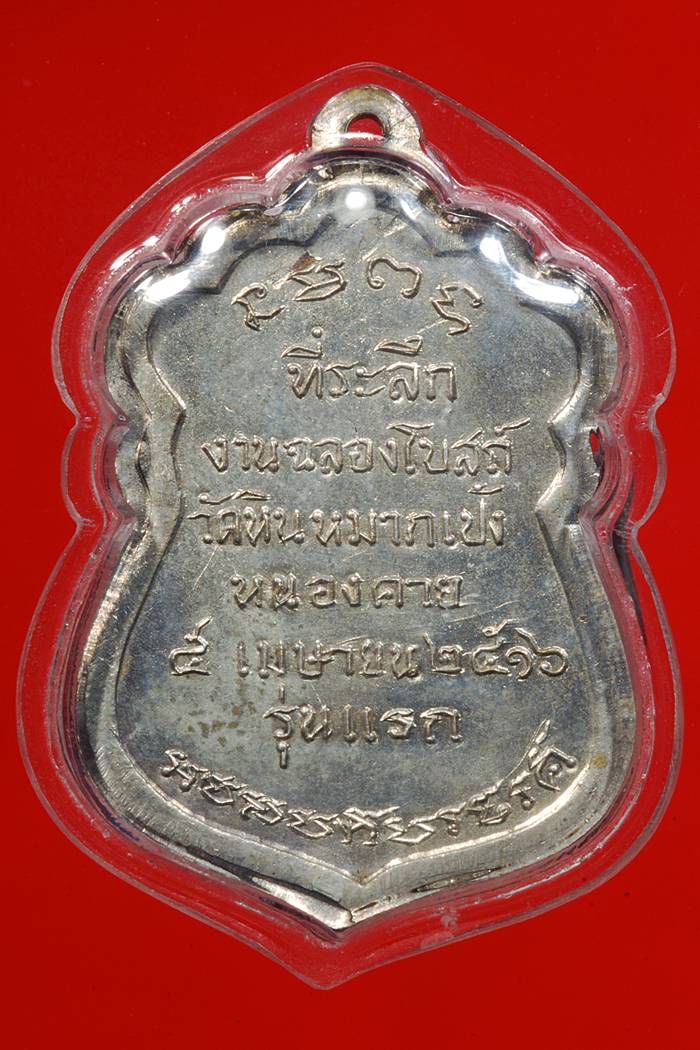 ที่ระลึก
งานฉลองโบสถ์
วัดหินหมากเป้ง
หนองคาย
๕ เมษายน ๒๕๑๖
รุ่นแรก